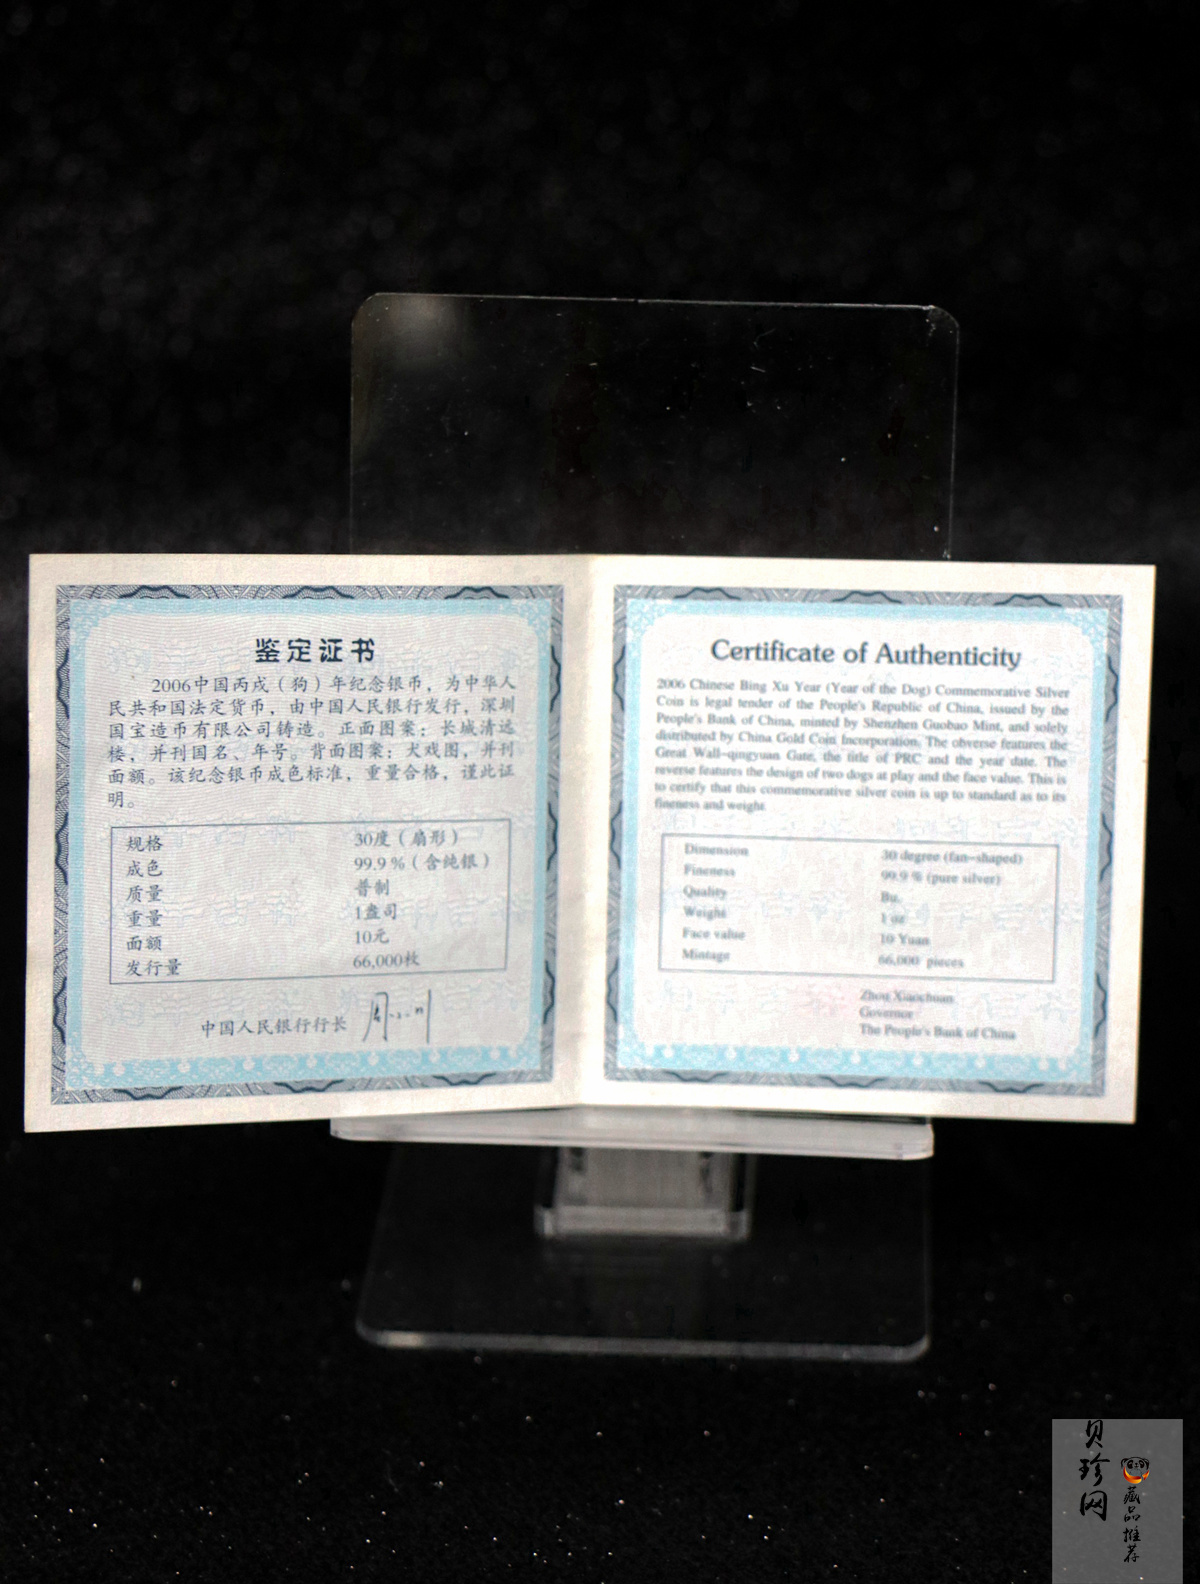 鉴定证书
2006中国丙戌（狗）年纪念银币，为中华人
民共和国法定货币，由中国人民银行发行，深圳
国宝造币有限公司铸造。正面图案：长城清远
楼，并刊国名、年号。背面图案：犬戏图，并刊
面额。该纪念银币成色标准，重量合格，谨此证
明。
规格 30度（扇形）
成色 99.9％（含纯银）
质量 普制
重量 1盎司
面额 10元
发行量 66,000枚
中国人民银行行长
Certificate of Authenticity
2006 Chinese Bing Xu Year (Year of the Dog) Commemorative Silver
Coin is legal tender of the People's Republic of China, issued by the
People's Bank of China, minted by Shenzhen Guobao Mint, and solely
distributed by China Gold Coin Incorporation. The obverse features the
Great Wall-qingyuan Gate, the title of PRC and the year date. The
reverse features the design of two dogs at play and the face value. This is
to certify that this commemorative silver coin is up to standard as to its
fineness and weight.
Dimension 30 degree (fan-shaped)
Fineness 99.9 % (pure silver)
Quality Bu.
Weight 1 oz
Face value 10 Yuan
Mintage 66,000 pieces
Zhou Xiaochuan
Governor
The People's Bank of China
贝珍网
藏品推荐